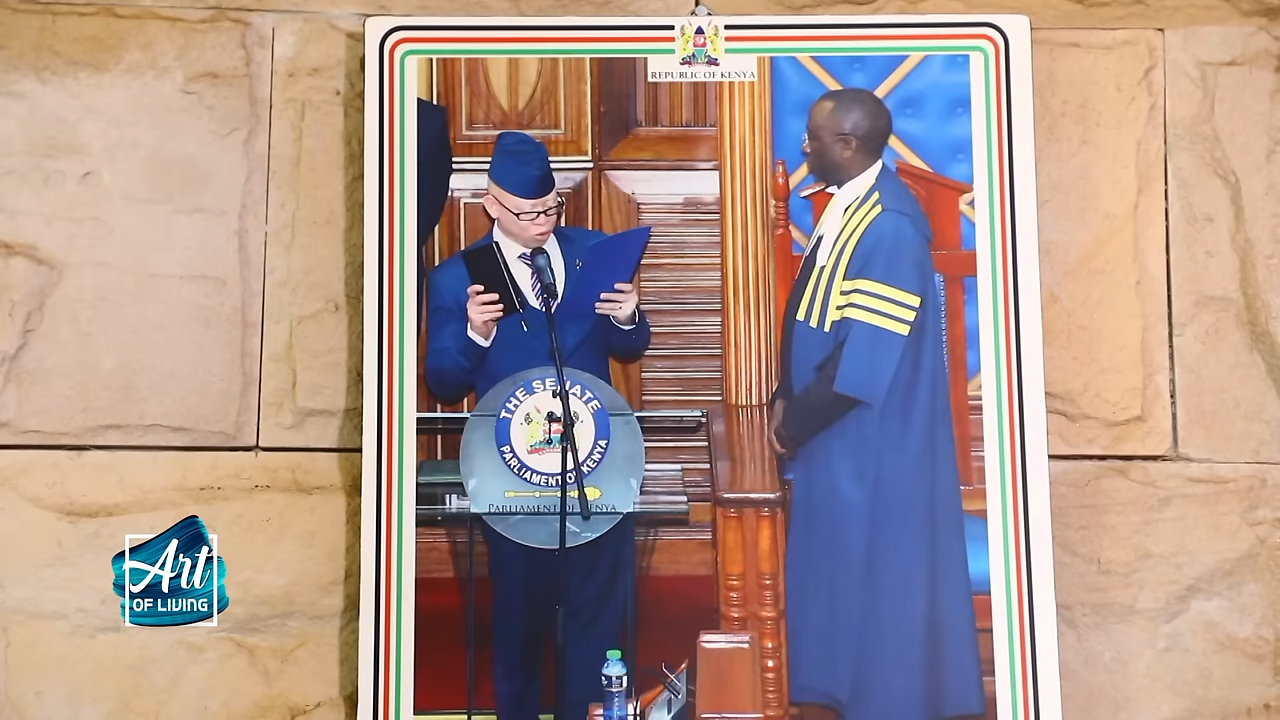 REPUBLIC OF KENYA
THE SENATE
PARLIAMENT OF KENYA
PARLIAMENT OF KENYA
Art
OF LIVING